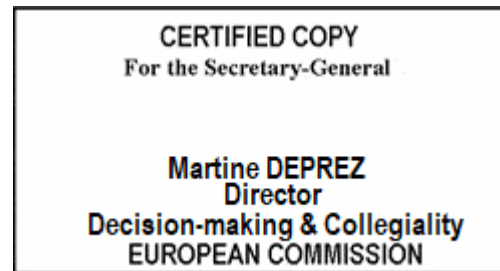 CERTIFIED COPY
For the Secretary-General
Martine DEPREZ
Director
Decision-making & Collegiality
EUROPEAN COMMISSION